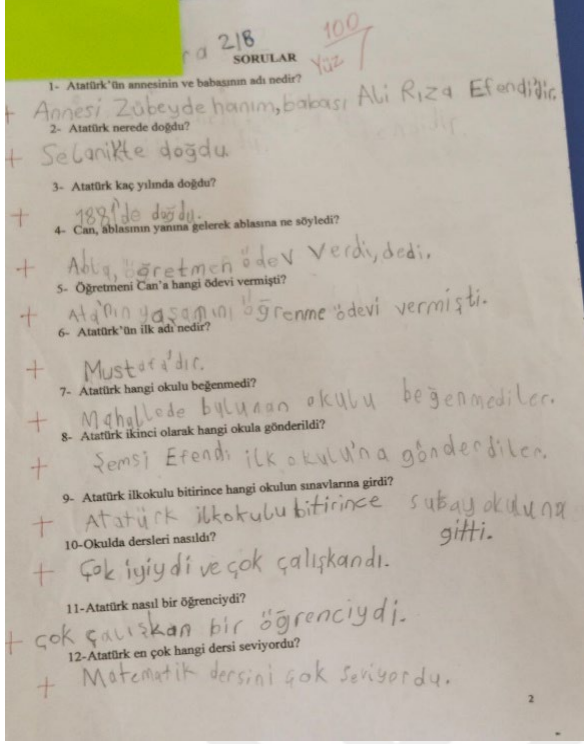 ra 2/B
100
Yüz
SORULAR
1- Atatürk'ün annesinin ve babasının adı nedir?
+ Annesi Zübeyde hanım, babası Ali Rıza Efendi'dir.
2- Atatürk nerede doğdu?
+ Selanikte doğdu.
3- Atatürk kaç yılında doğdu?
+ 1881'de doğdu.
4- Can, ablasının yanına gelerek ablasına ne söyledi?
+ Abla, öğretmen ödev verdi, dedi.
5- Öğretmeni Can'a hangi ödevi vermişti?
+ Ata'nın yaşamını öğrenme ödevi vermişti.
6- Atatürk'ün ilk adı nedir?
+ Mustafa'dır.
7- Atatürk hangi okulu beğenmedi?
+ Mahallede bulunan okulu beğenmediler.
8- Atatürk ikinci olarak hangi okula gönderildi?
+ Şemsi Efendi ilk okulu'na gönderdiler.
9- Atatürk ilkokulu bitirince hangi okulun sınavlarına girdi?
+ Atatürk ilkokulu bitirince subay okuluna
gitti.
10-Okulda dersleri nasıldı?
+ Çok iyiydi ve çok çalışkandı.
11-Atatürk nasıl bir öğrenciydi?
+ çok çalışkan bir öğrenciydi.
12-Atatürk en çok hangi dersi seviyordu?
+ Matematik dersini çok seviyordu.
2